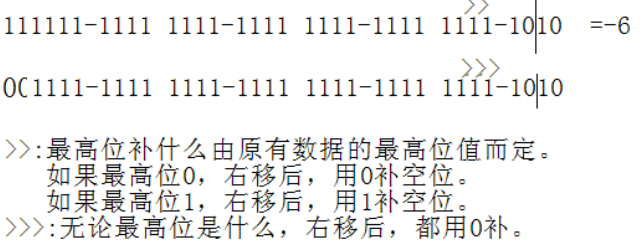 >>
111111-1111 1111-1111 1111-1111 1111-1010 =-6
>>>
001111-1111 1111-1111 1111-1111 1111-1010
>>:最高位补什么由原有数据的最高位值而定。
如果最高位0，右移后，用0补空位。
如果最高位1，右移后，用1补空位。
>>>:无论最高位是什么，右移后，都用0补。